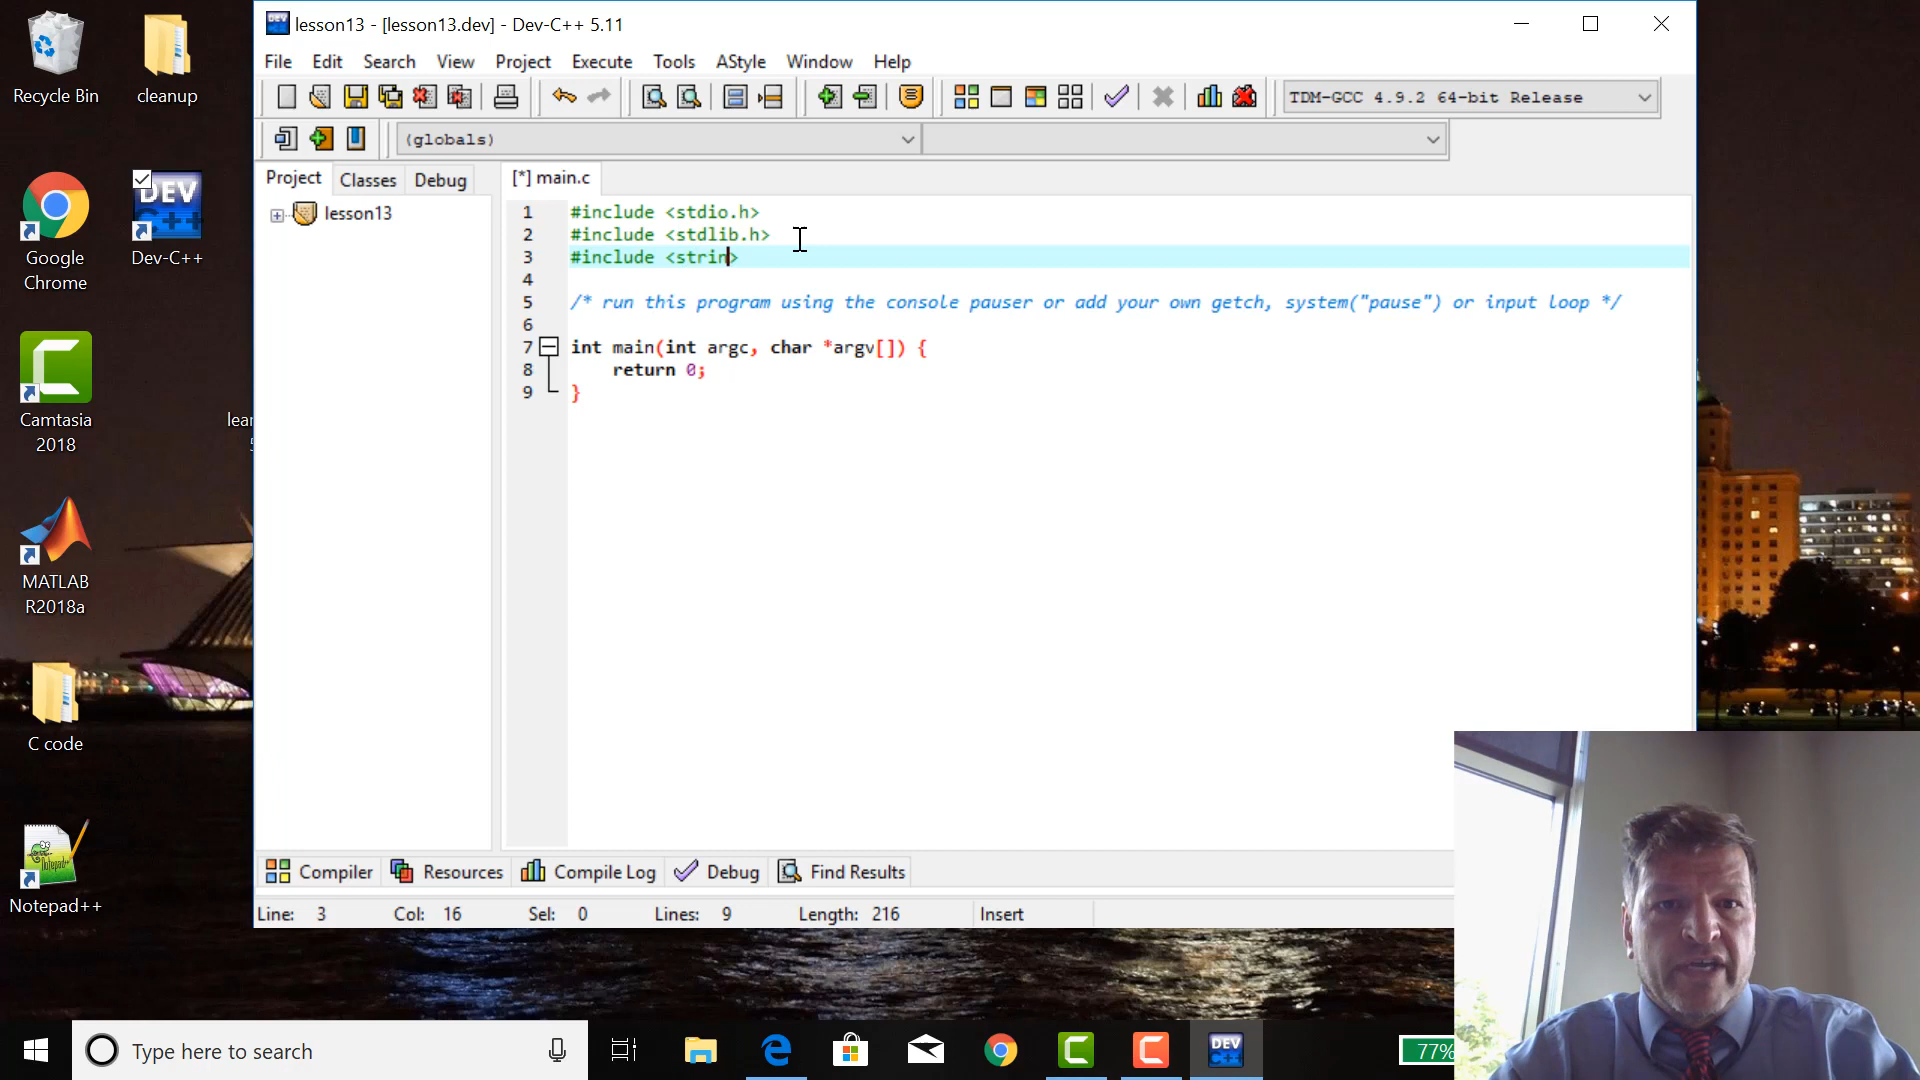 lesson13 - [lesson13.dev] - Dev-C++ 5.11
File Edit Search View Project Execute Tools AStyle Window Help
TDM-GCC 4.9.2 64-bit Release
(globals)
Project Classes Debug
[*] main.c
lesson13
1 #include <stdio.h>
2 #include <stdlib.h>
3 #include <strin>
4
5 /* run this program using the console pauser or add your own getch, system("pause") or input loop */
6
7 int main(int argc, char *argv[]) {
8 return 0;
9 }
Compiler Resources Compile Log Debug Find Results
Line: 3 Col: 16 Sel: 0 Lines: 9 Length: 216 Insert
Recycle Bin
cleanup
Google
Chrome
DEV
C++
Dev-C++
Camtasia
2018
lear
MATLAB
R2018a
C code
Notepad++
Notepad++
Type here to search
DEV
C++
77%